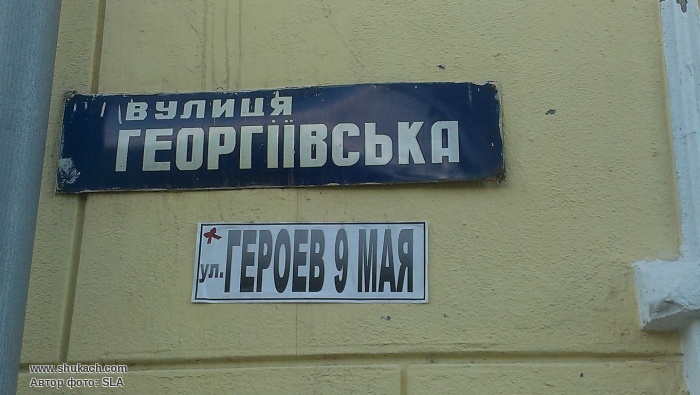 ВУЛИЦЯ
ГЕОРГІЇВСЬКА
ул. ГЕРОЕВ 9 МАЯ
www.shukach.com
Автор фото: SLA